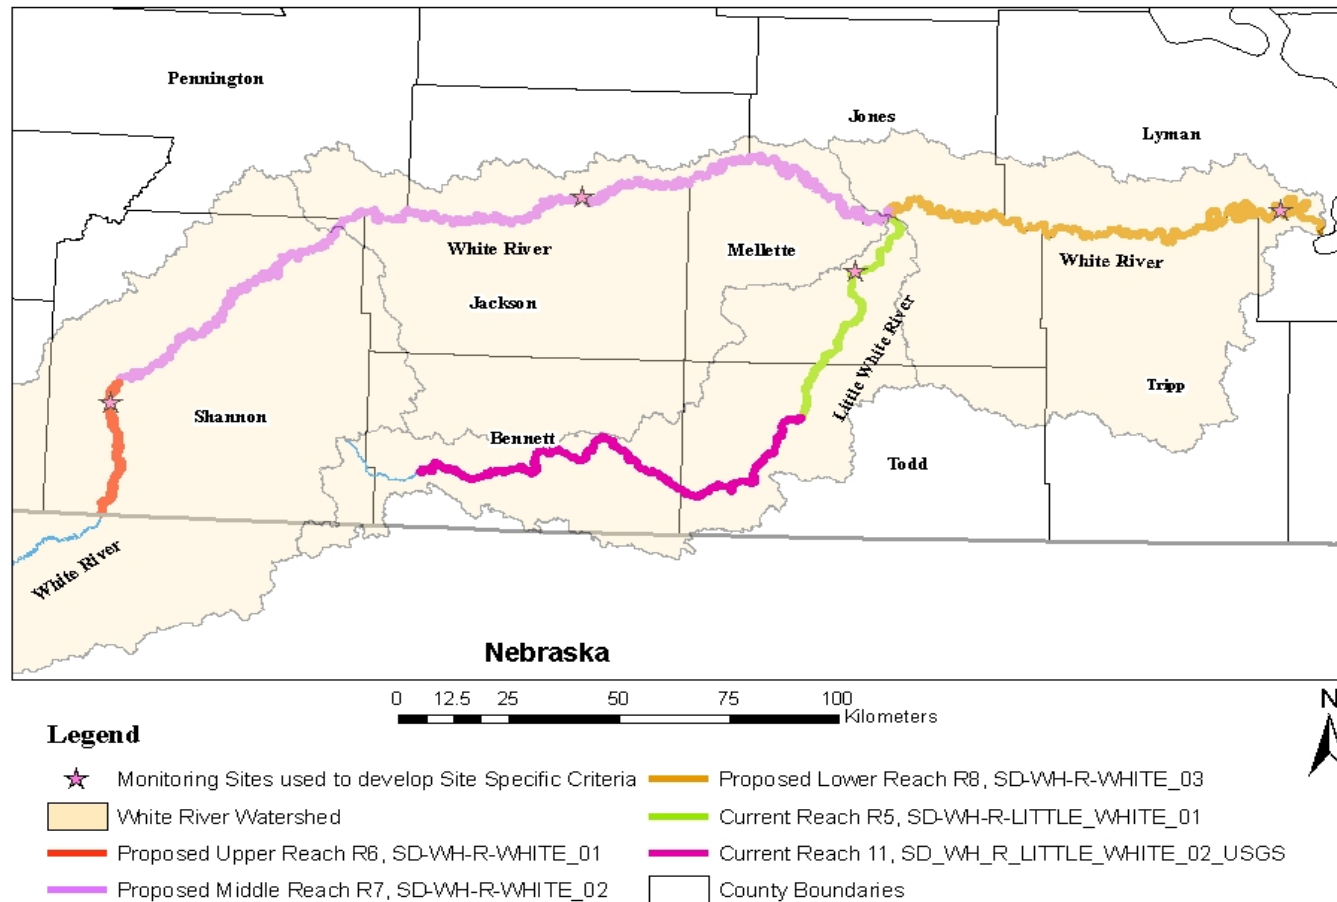 Pennington
Jones
Lyman
White River
Mellette
White River
Jackson
Little White River
Shannon
Tripp
Bennett
Todd
White River
Nebraska
0 12.5 25 50 75 100
Kilometers
N
Legend
Monitoring Sites used to develop Site Specific Criteria
White River Watershed
Proposed Upper Reach R6, SD-WH-R-WHITE_01
Proposed Middle Reach R7, SD-WH-R-WHITE_02
Proposed Lower Reach R8, SD-WH-R-WHITE_03
Current Reach R5, SD-WH-R-LITTLE_WHITE_01
Current Reach 11, SD_WH_R_LITTLE_WHITE_02_USGS
County Boundaries